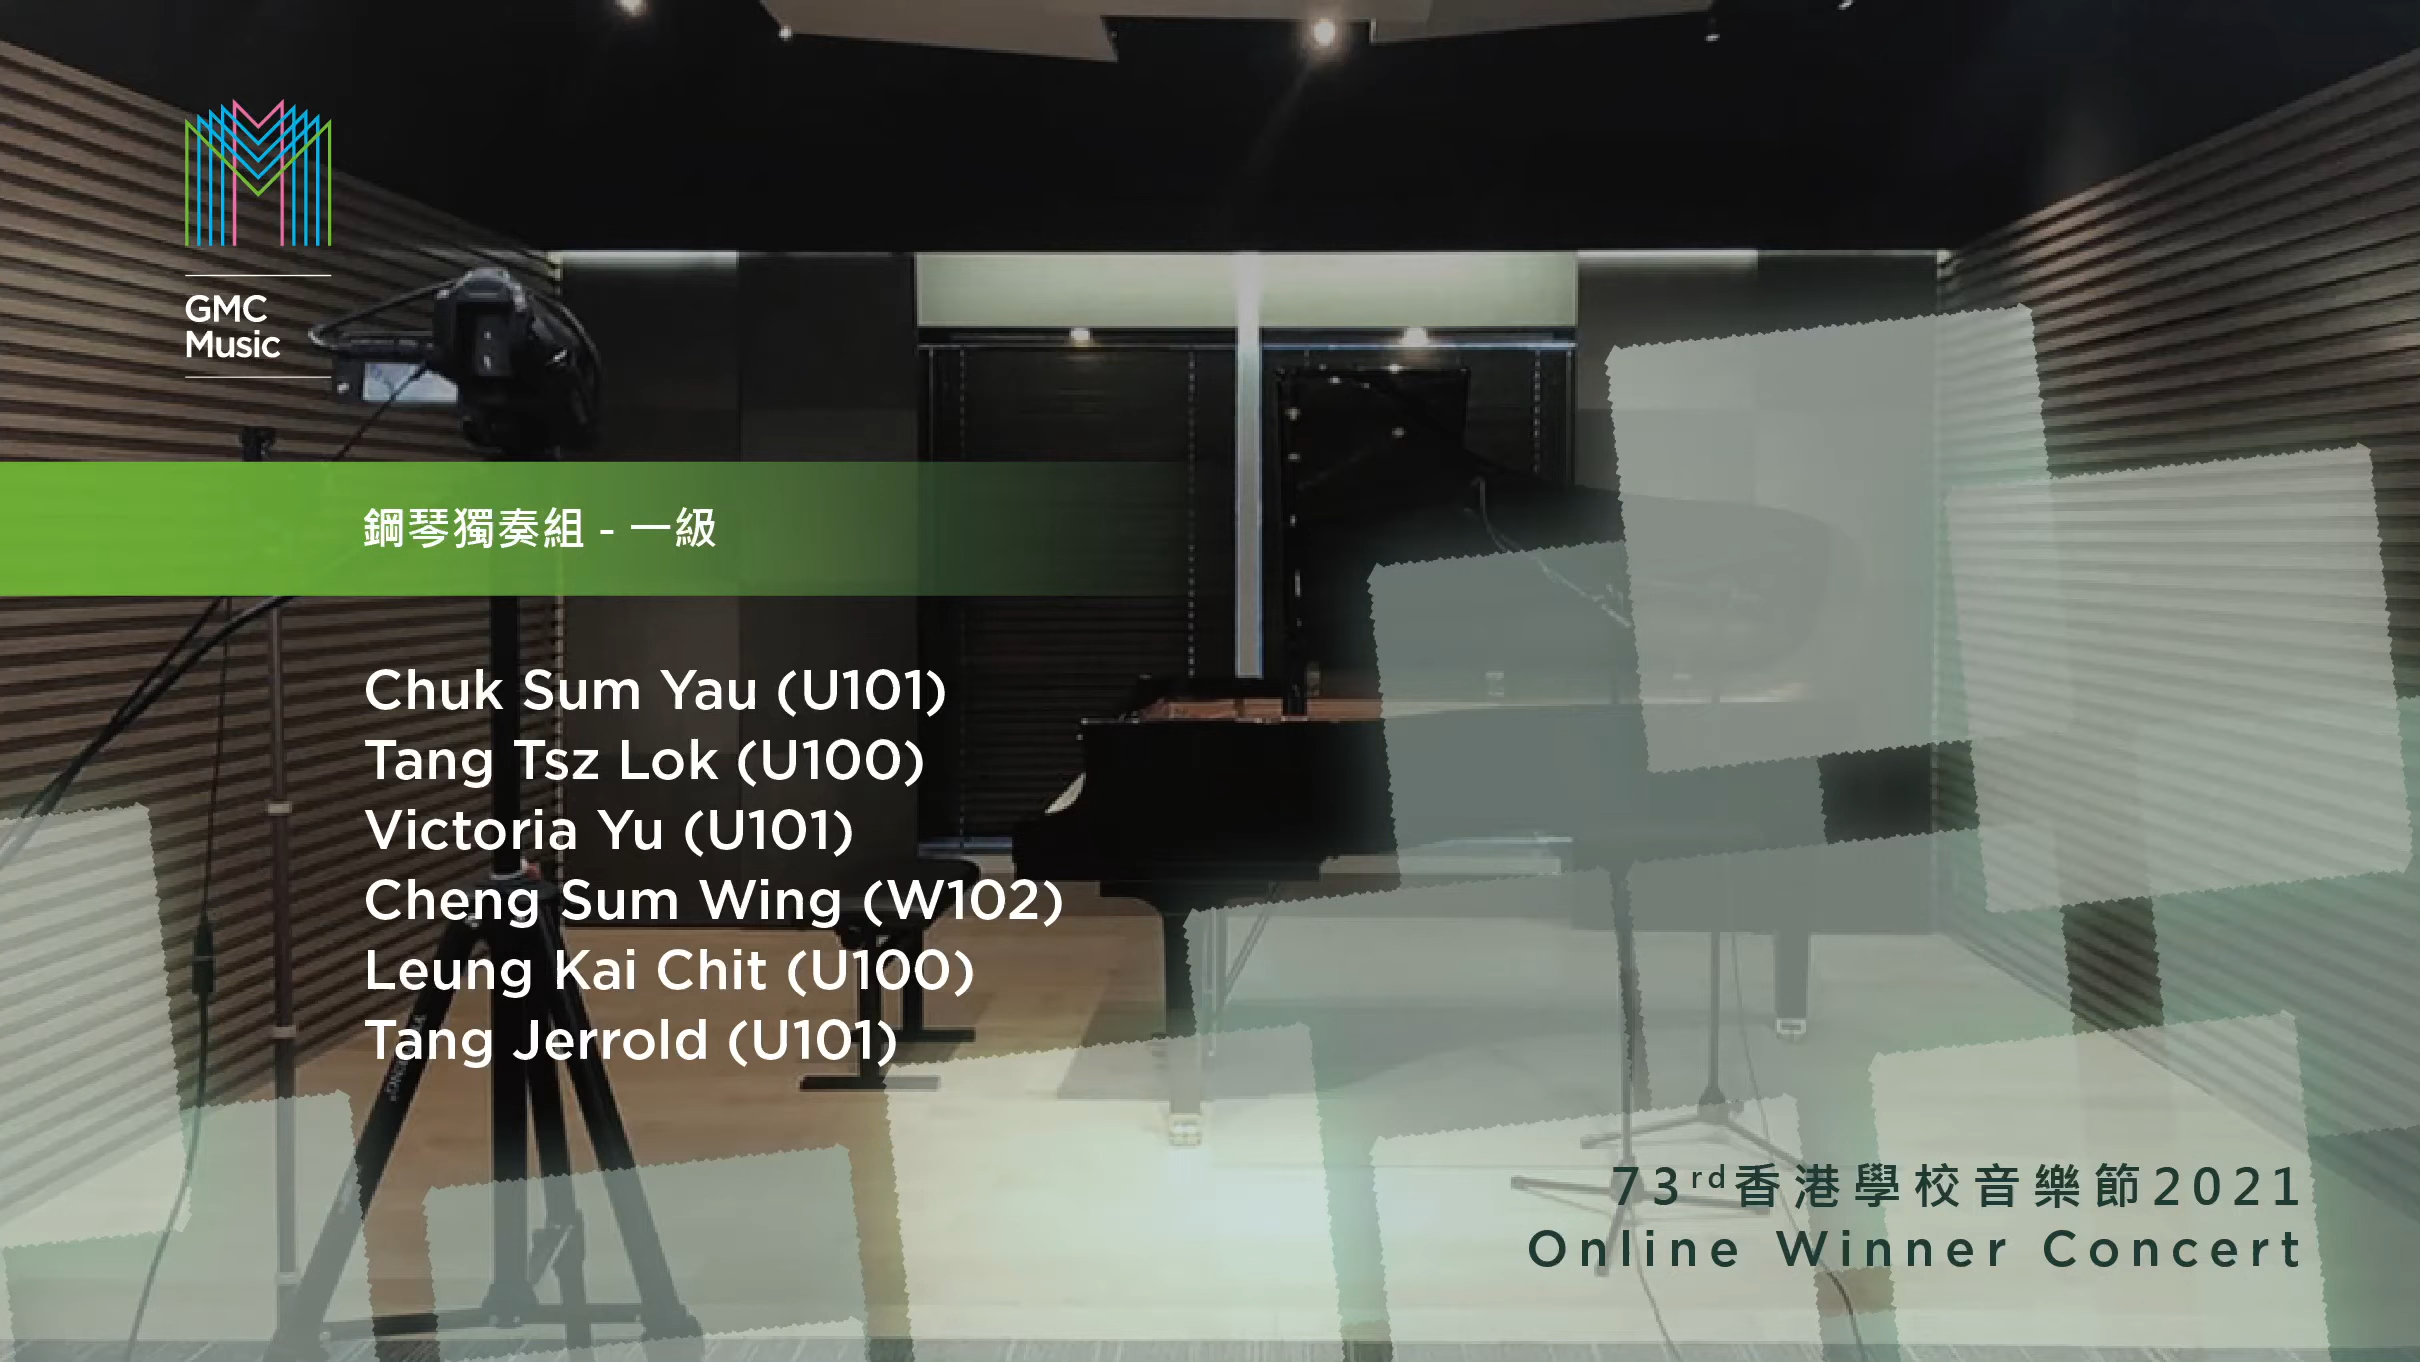 GMC
Music
鋼琴獨奏組 - 一級
Chuk Sum Yau (U101)
Tang Tsz Lok (U100)
Victoria Yu (U101)
Cheng Sum Wing (W102)
Leung Kai Chit (U100)
Tang Jerrold (U101)
73rd香港學校音樂節2021
Online Winner Concert